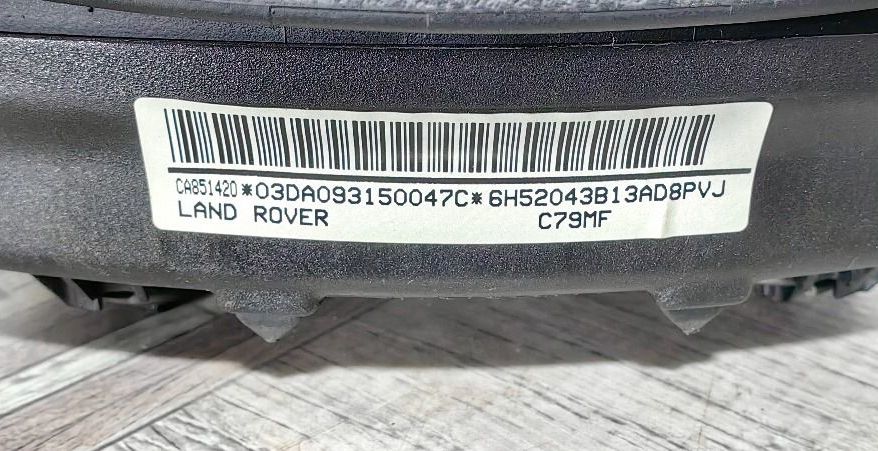 CA851420*03DA093150047C*6H52043B13AD8PVJ
LAND ROVER C79MF